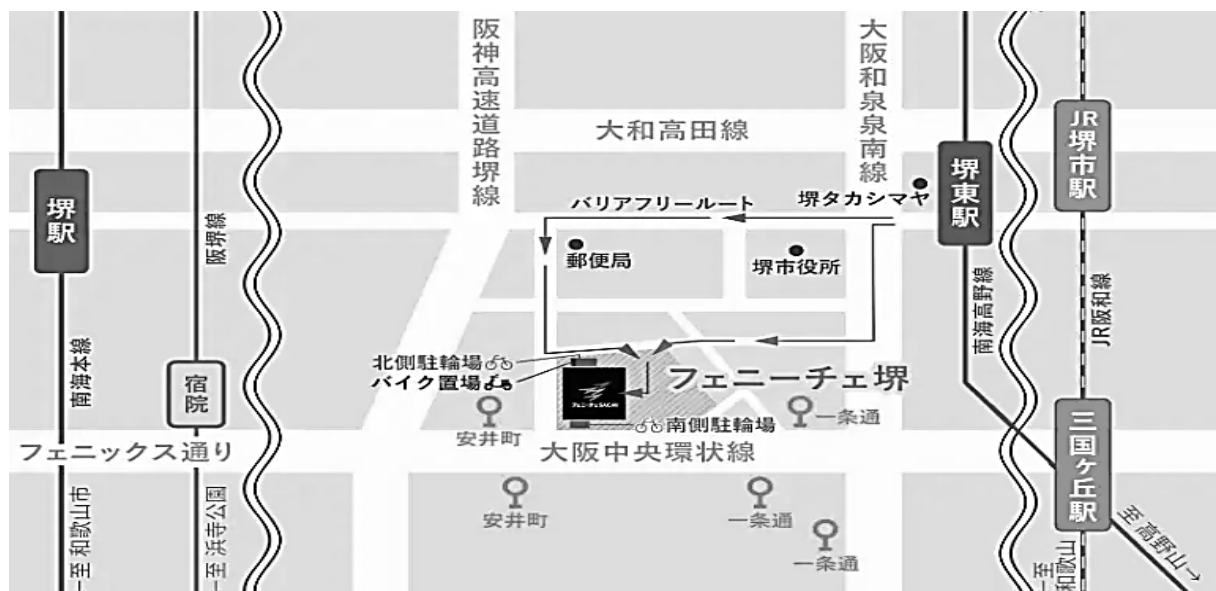 阪神高速道路堺線
大阪和泉泉南線
大和高田線
JR堺市駅
堺東駅
堺タカシマヤ
バリアフリールート
堺駅
阪堺線
郵便局
堺市役所
南海高野線
JR阪和線
南海本線
宿院
北側駐輪場
バイク置場
フェニーチェ堺
安井町
南側駐輪場
一条通
フェニックス通り
大阪中央環状線
三国ヶ丘駅
安井町
一条通
一条通
至 和歌山市
至 浜寺公園
至 和歌山
至 高野山→